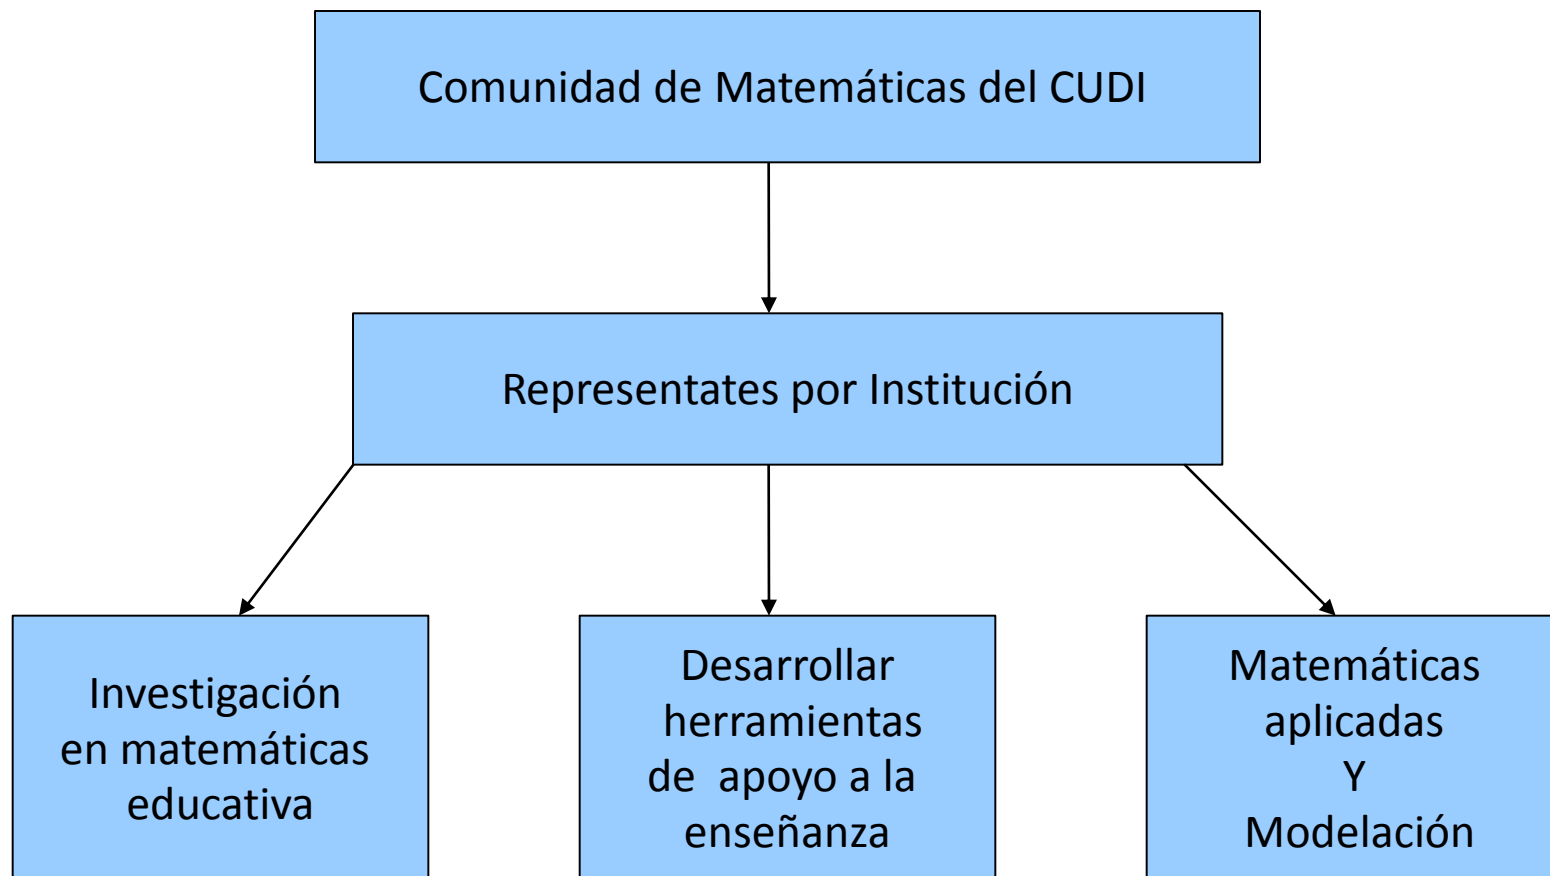 Comunidad de Matemáticas del CUDI
Representates por Institución
Investigación
en matemáticas
educativa
Desarrollar
herramientas
de apoyo a la
enseñanza
Matemáticas
aplicadas
Y
Modelación